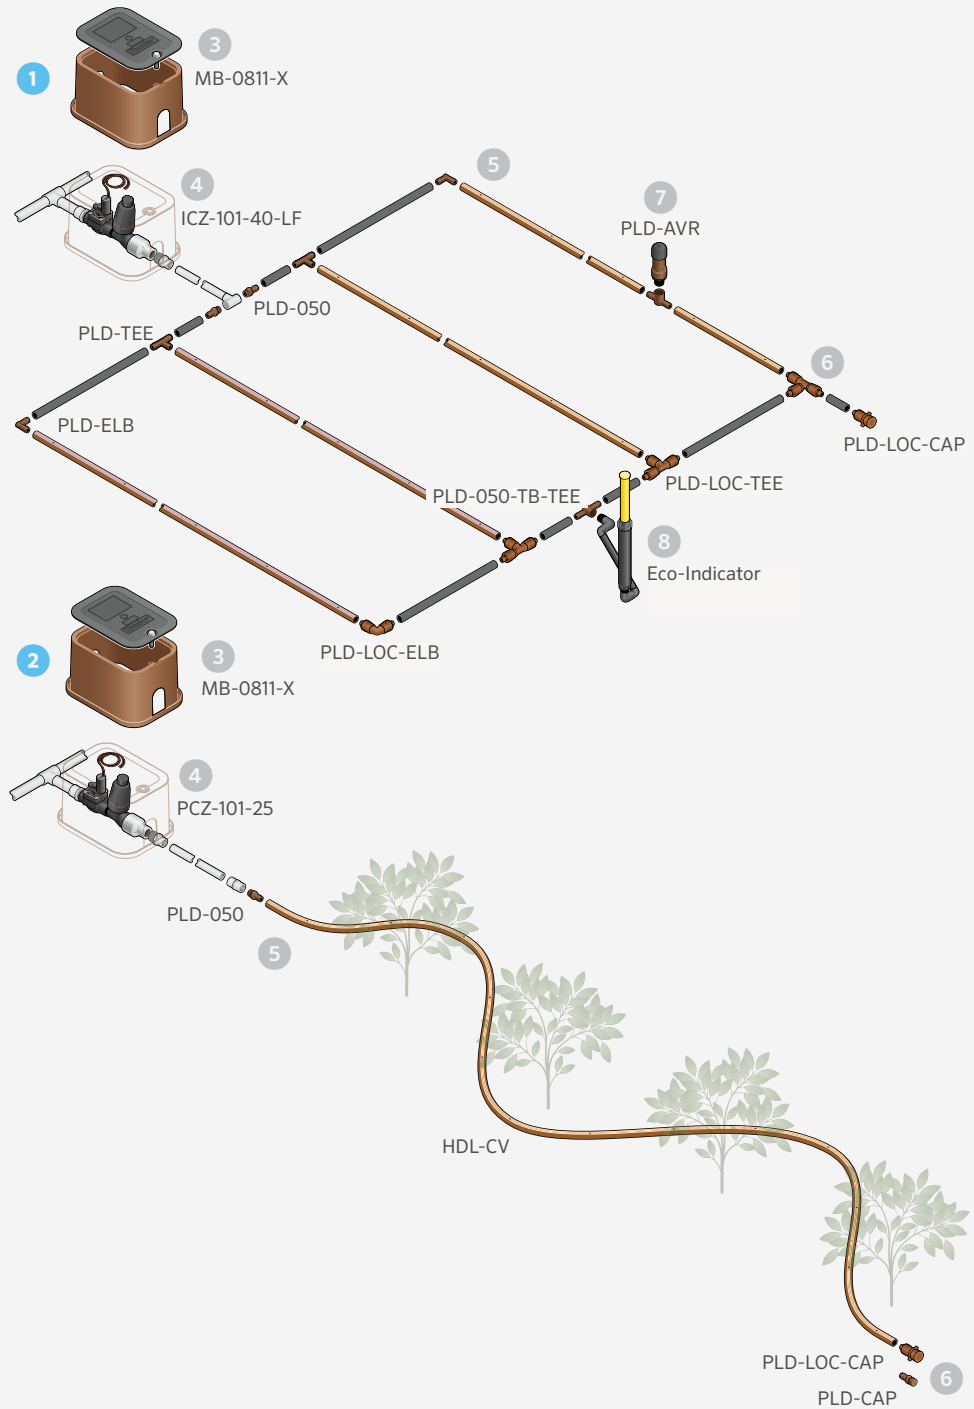 3
MB-0811-X
1
4
ICZ-101-40-LF
5
7
PLD-AVR
PLD-050
PLD-TEE
6
PLD-ELB
PLD-LOC-CAP
PLD-LOC-TEE
PLD-050-TB-TEE
8
Eco-Indicator
PLD-LOC-ELB
2
3
MB-0811-X
4
PCZ-101-25
PLD-050
5
HDL-CV
PLD-LOC-CAP
6
PLD-CAP